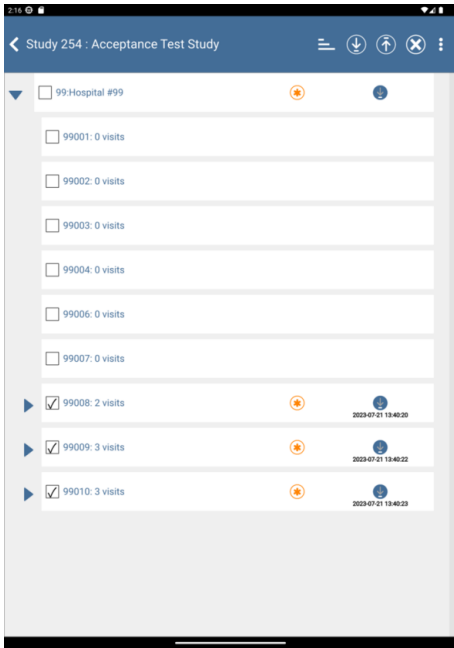 2:16
Study 254 : Acceptance Test Study
99:Hospital #99
99001: 0 visits
99002: 0 visits
99003: 0 visits
99004: 0 visits
99006: 0 visits
99007: 0 visits
99008: 2 visits
2023-07-21 13:40:20
99009: 3 visits
2023-07-21 13:40:22
99010: 3 visits
2023-07-21 13:40:23